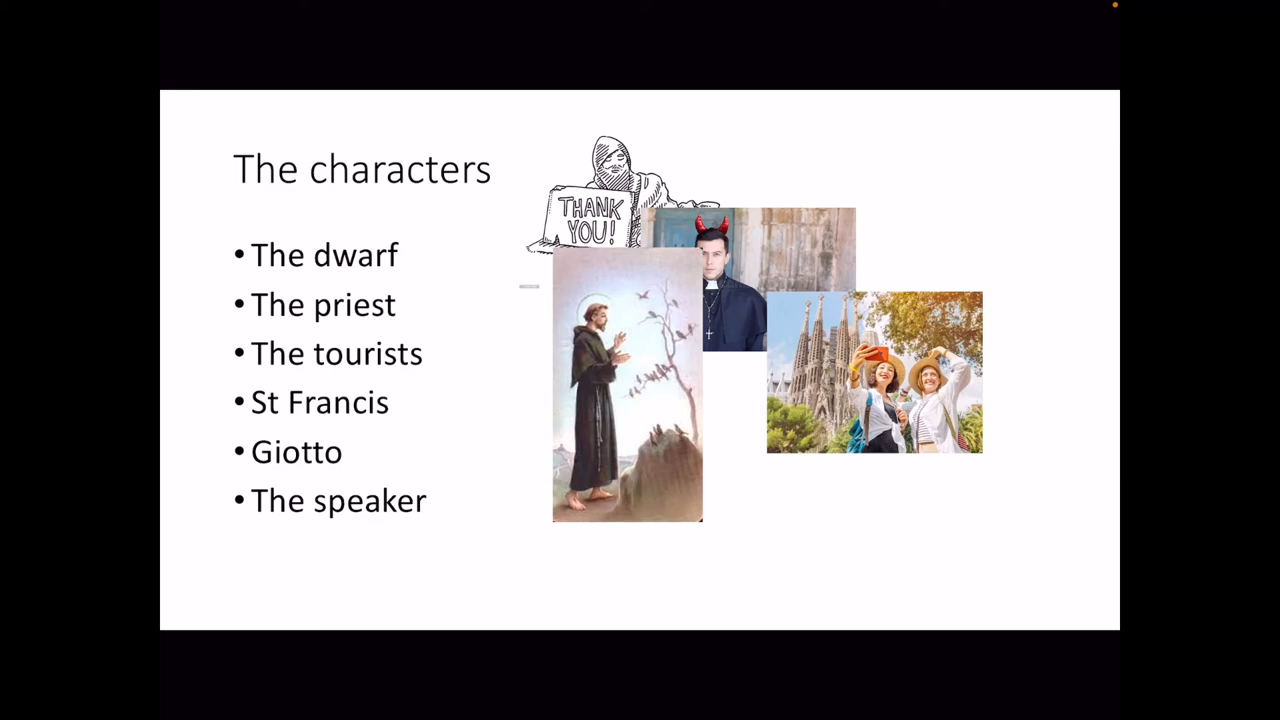 The characters
THANK
YOU!
• The dwarf
• The priest
• The tourists
• St Francis
• Giotto
• The speaker